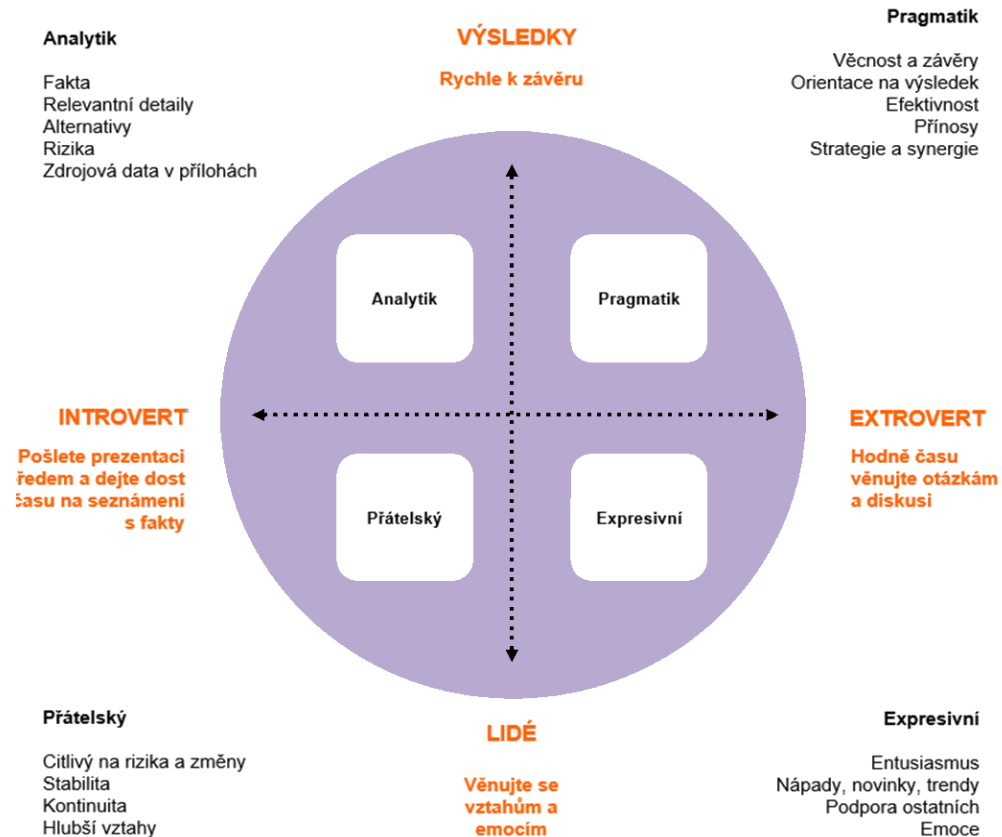 Analytik
Fakta
Relevantní detaily
Alternativy
Rizika
Zdrojová data v přílohách
VÝSLEDKY
Rychle k závěru
Pragmatik
Věcnost a závěry
Orientace na výsledek
Efektivnost
Přínosy
Strategie a synergie
Analytik
Pragmatik
INTROVERT
Pošlete prezentaci
ředem a dejte dost
času na seznámení
s fakty
EXTROVERT
Hodně času
věnujte otázkám
a diskusi
Přátelský
Expresivní
Přátelský
Citlivý na rizika a změny
Stabilita
Kontinuita
Hlubší vztahy
LIDÉ
Věnujte se
vztahům a
emocím
Expresivní
Entusiasmus
Nápady, novinky, trendy
Podpora ostatních
Emoce